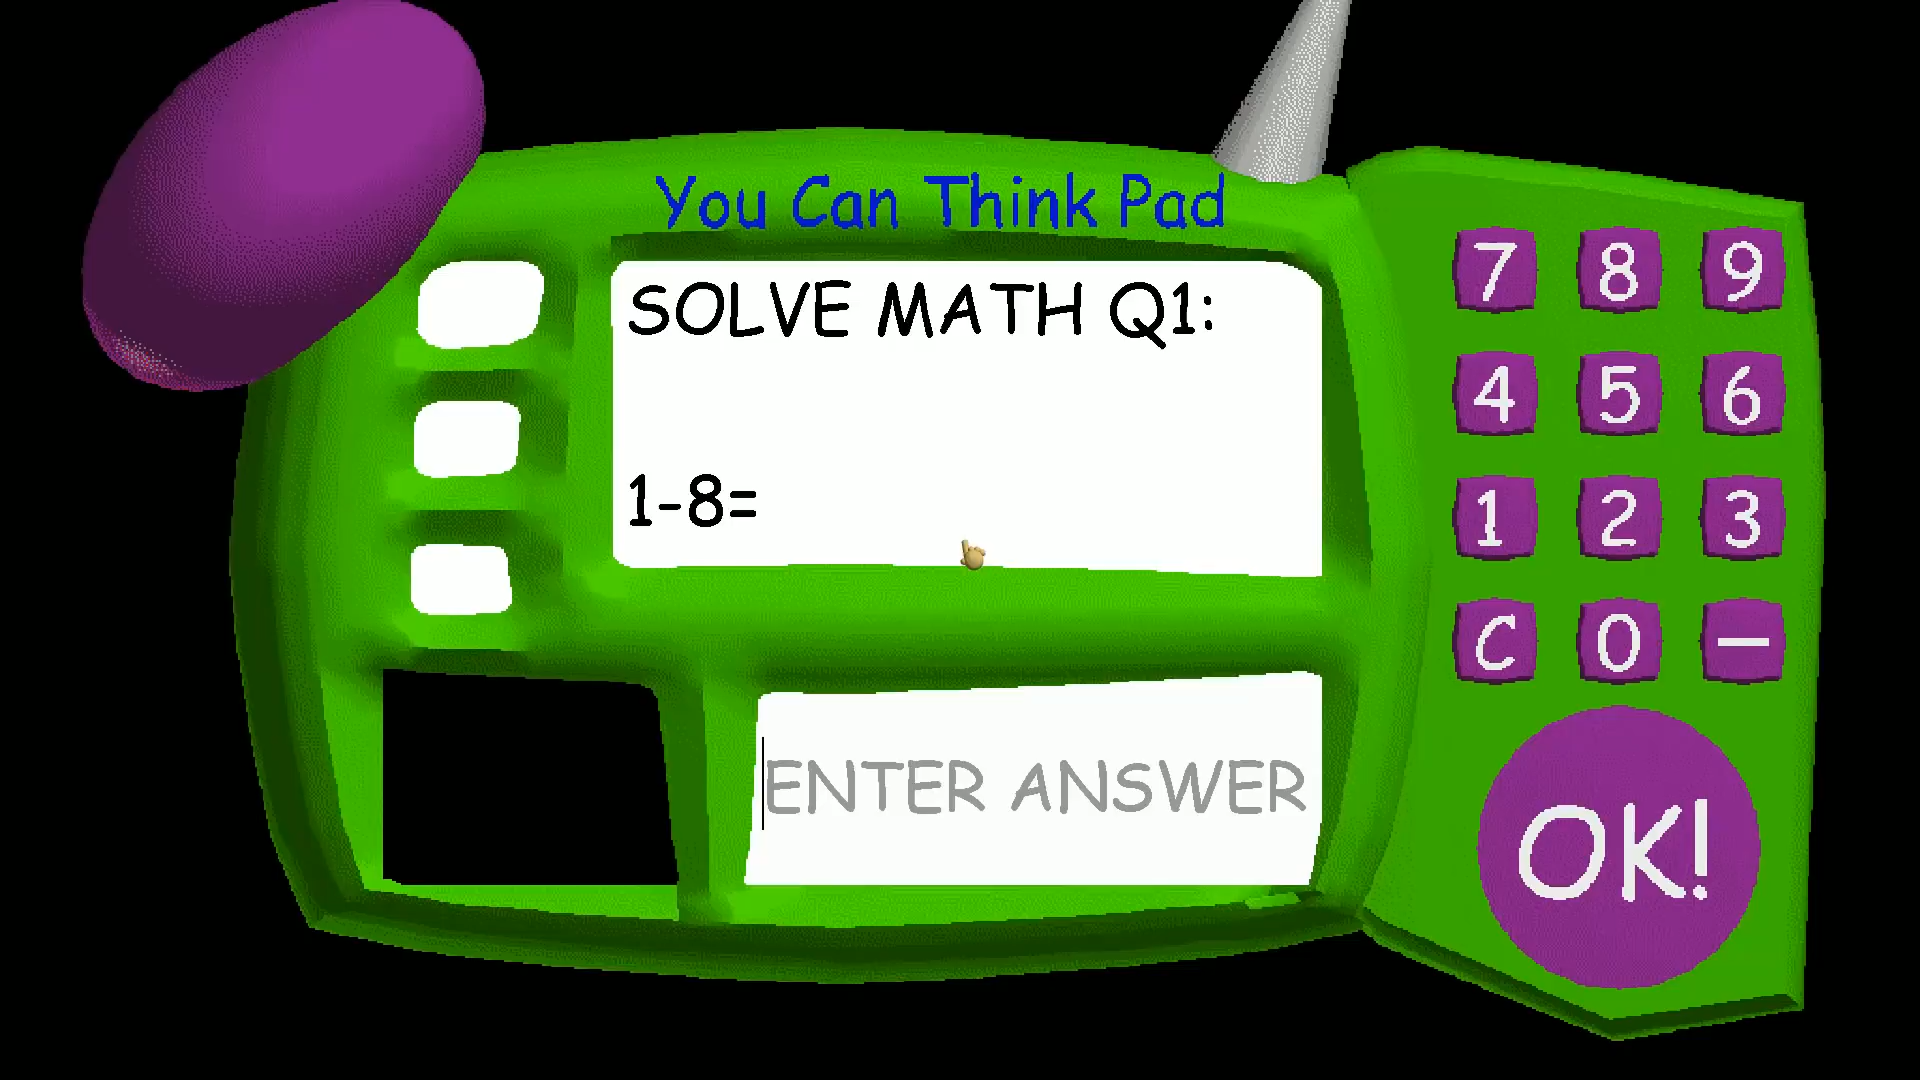 You Can Think Pad
SOLVE MATH Q1:
1-8=
ENTER ANSWER
7 8 9
4 5 6
1 2 3
C 0 −
OK!